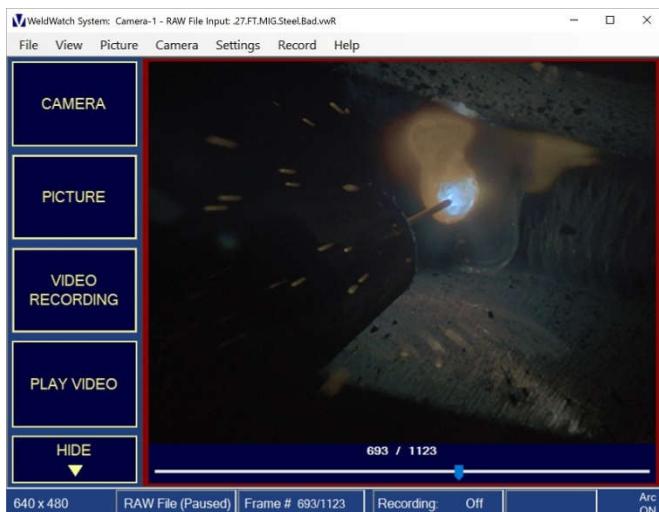 WeldWatch System: Camera-1 - RAW File Input: .27.FT.MIG.Steel.Bad.vwR
File View Picture Camera Settings Record Help
CAMERA
PICTURE
VIDEO
RECORDING
PLAY VIDEO
HIDE
693 / 1123
640 x 480 RAW File (Paused) Frame # 693/1123 Recording: Off Arc
ON